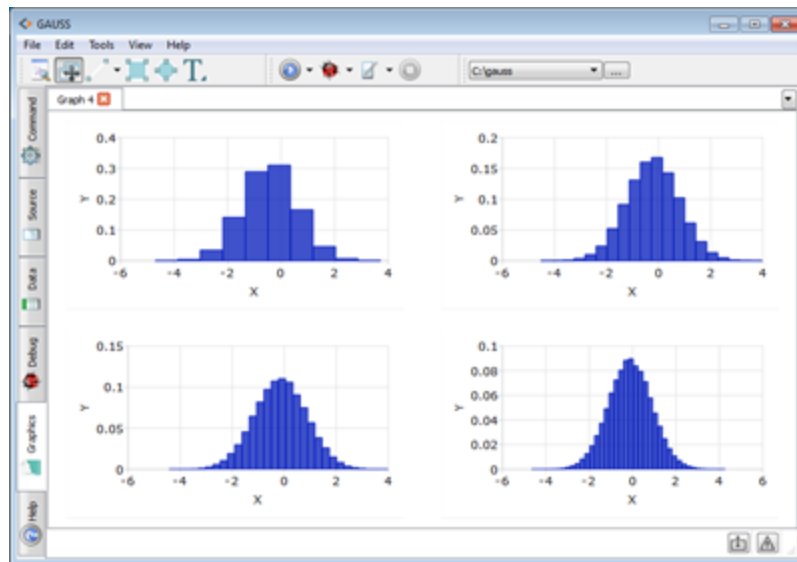 GAUSS
File Edit Tools View Help
C:\gauss ...
Graph 4
Command
Source
Data
Debug
Graphics
Help
0.4
0.3
0.2
0.1
0
Y
-6 -4 -2 0 2 4
X
0.2
0.15
0.1
0.05
0
Y
-6 -4 -2 0 2 4
X
0.15
0.1
0.05
0
Y
-6 -4 -2 0 2 4
X
0.1
0.08
0.06
0.04
0.02
0
Y
-6 -4 -2 0 2 4 6
X